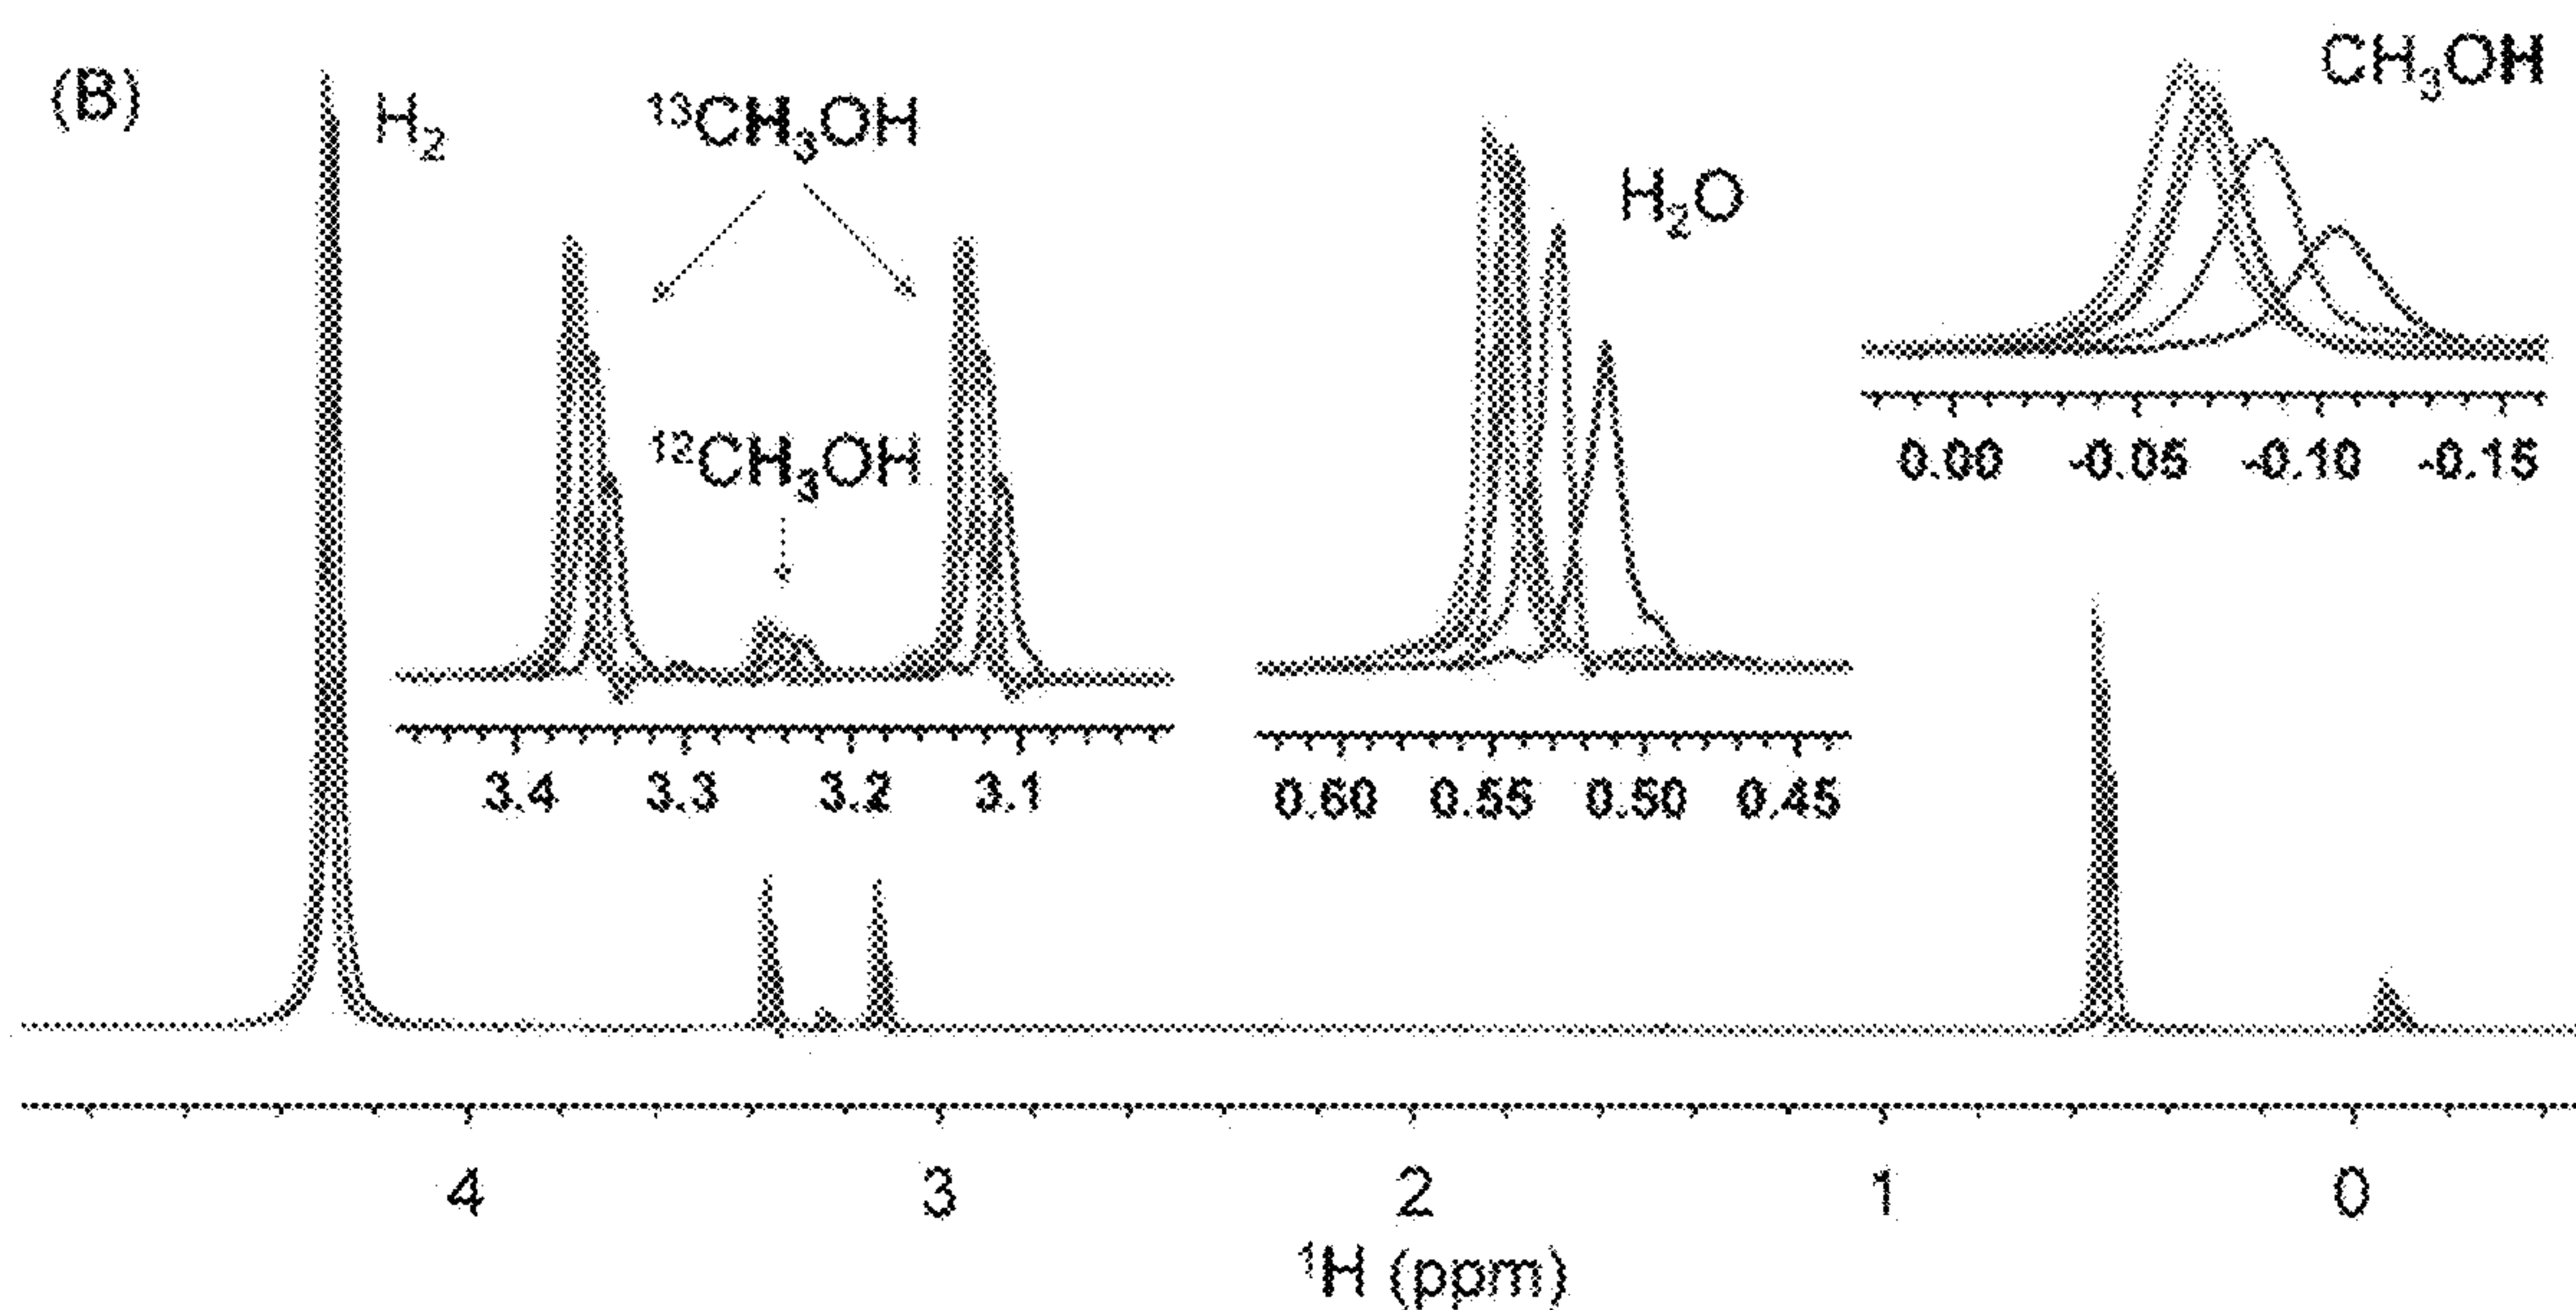 (B)
H₂
¹³CH₃OH
¹²CH₃OH
3.4 3.3 3.2 3.1
H₂O
0.60 0.55 0.50 0.45
CH₃OH
0.00 -0.05 -0.10 -0.15
4 3 2 1 0
¹H (ppm)